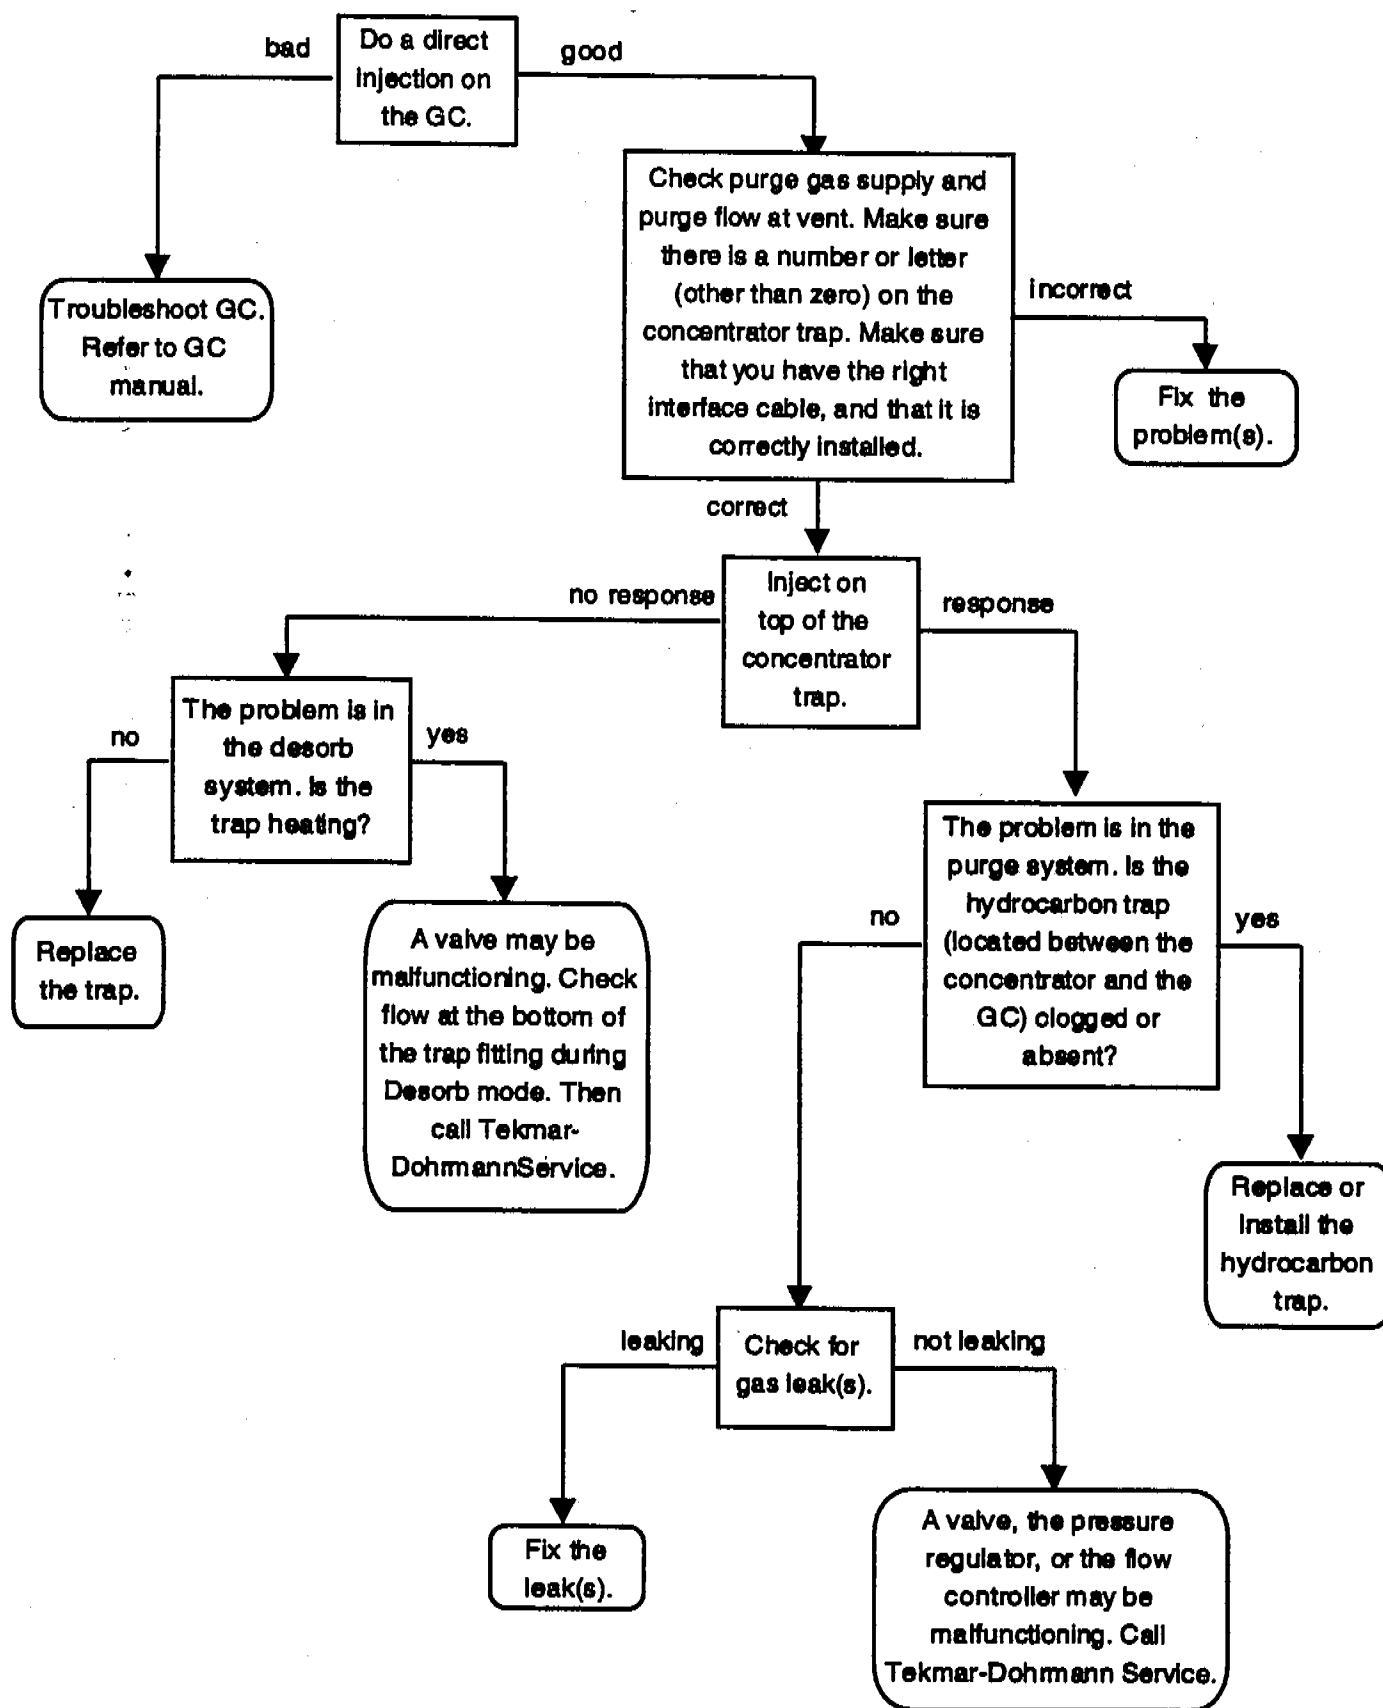 bad
Do a direct
injection on
the GC.
good
Check purge gas supply and
purge flow at vent. Make sure
there is a number or letter
(other than zero) on the
concentrator trap. Make sure
that you have the right
interface cable, and that it is
correctly installed.
incorrect
Troubleshoot GC.
Refer to GC
manual.
Fix the
problem(s).
correct
no response
Inject on
top of the
concentrator
trap.
response
no
The problem is in
the desorb
system. Is the
trap heating?
yes
The problem is in the
purge system. Is the
hydrocarbon trap
(located between the
concentrator and the
GC) clogged or
absent?
no
yes
Replace
the trap.
A valve may be
malfunctioning. Check
flow at the bottom of
the trap fitting during
Desorb mode. Then
call Tekmar-
DohrmannService.
Replace or
Install the
hydrocarbon
trap.
leaking
Check for
gas leak(s).
not leaking
Fix the
leak(s).
A valve, the pressure
regulator, or the flow
controller may be
malfunctioning. Call
Tekmar-Dohrmann Service.